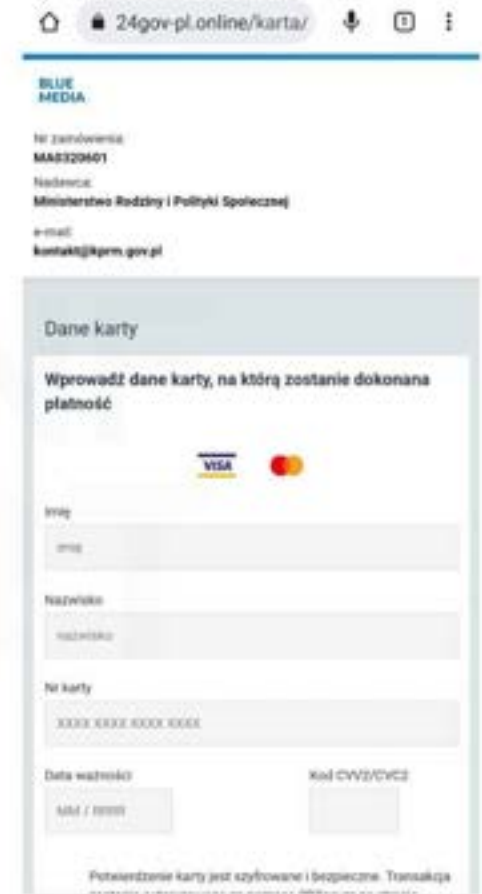 24gov-pl.online/karta/
1
BLUE
MEDIA
Nr zamówienia:
MA0320601
Nadawca:
Ministerstwo Rodziny i Polityki Społecznej
e-mail:
kontakt@kprm.gov.pl
Dane karty
Wprowadź dane karty, na którą zostanie dokonana
płatność
VISA
Imię
imię
Nazwisko
nazwisko
Nr karty
XXXX XXXX XXXX XXXX
Data ważności
Kod CVV2/CVC2
MM / RRRR
Potwierdzenie karty jest szyfrowane i bezpieczne. Transakcja